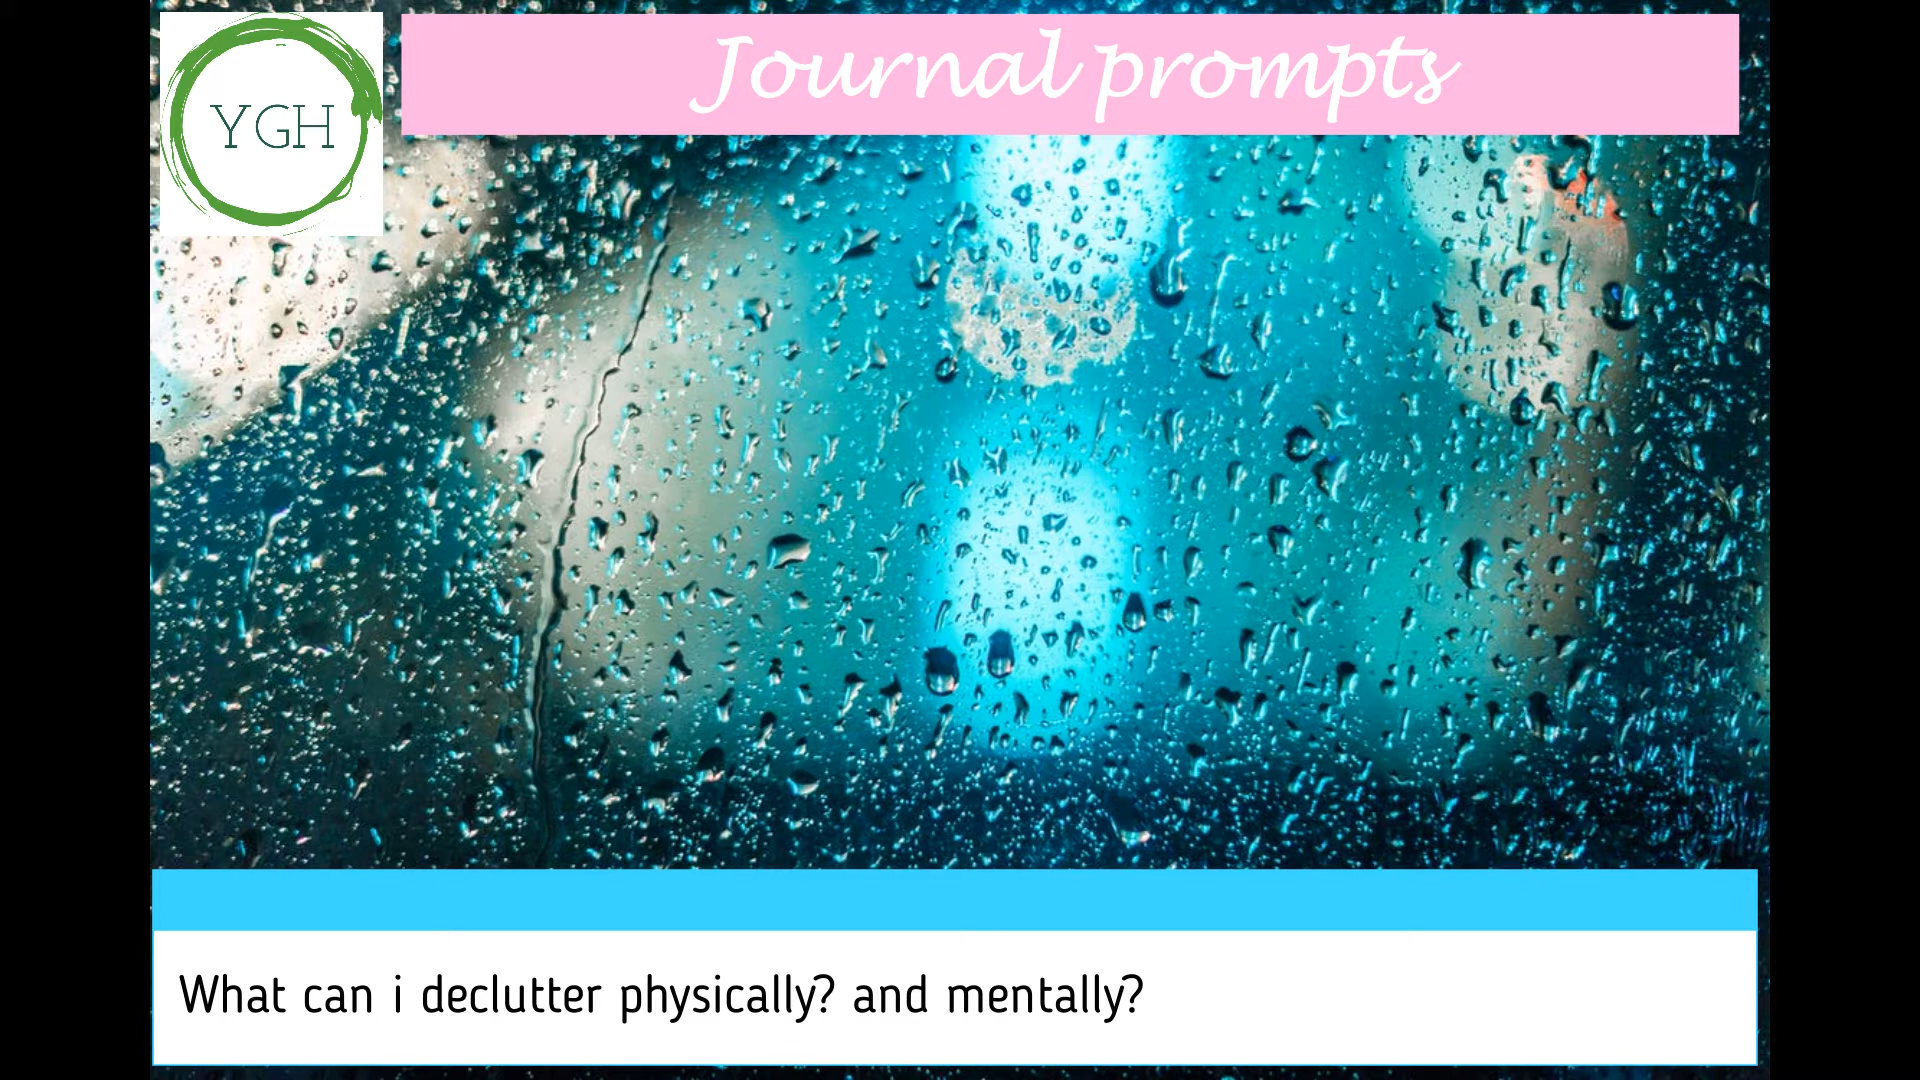 YGH
Journal prompts
What can i declutter physically? and mentally?